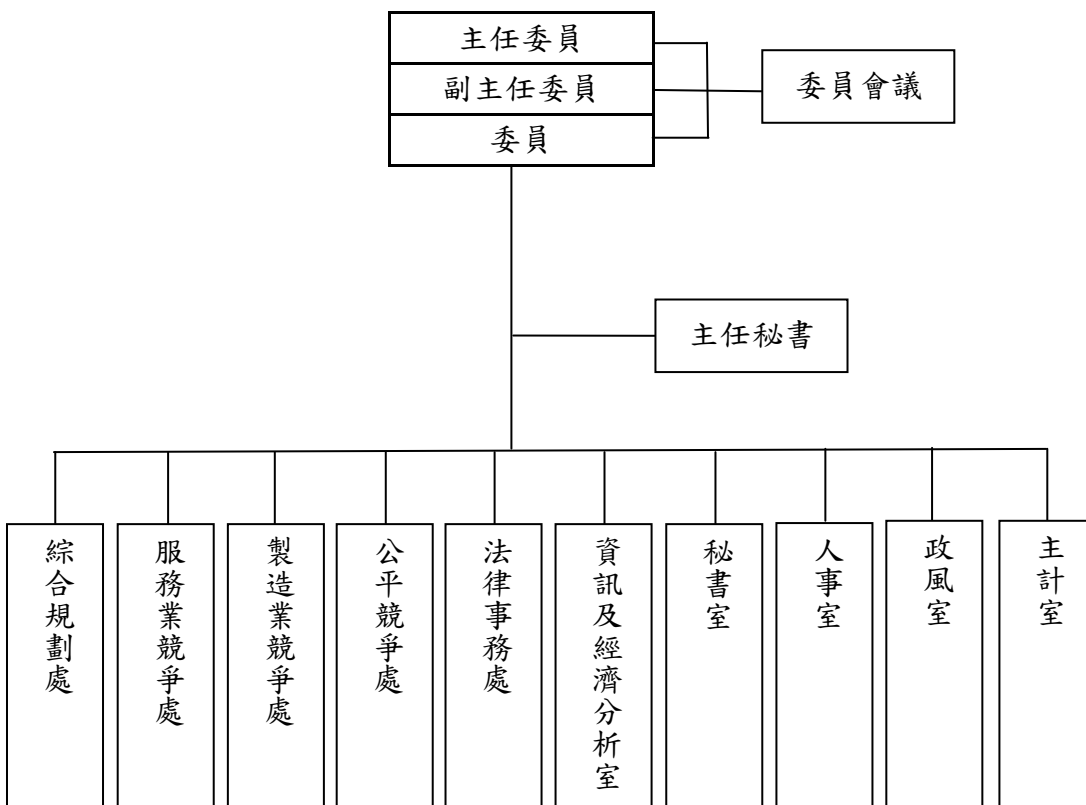 主任委員
副主任委員
委員
委員會議
主任秘書
綜合規劃處
服務業競爭處
製造業競爭處
公平競爭處
法律事務處
資訊及經濟分析室
秘書室
人事室
政風室
主計室